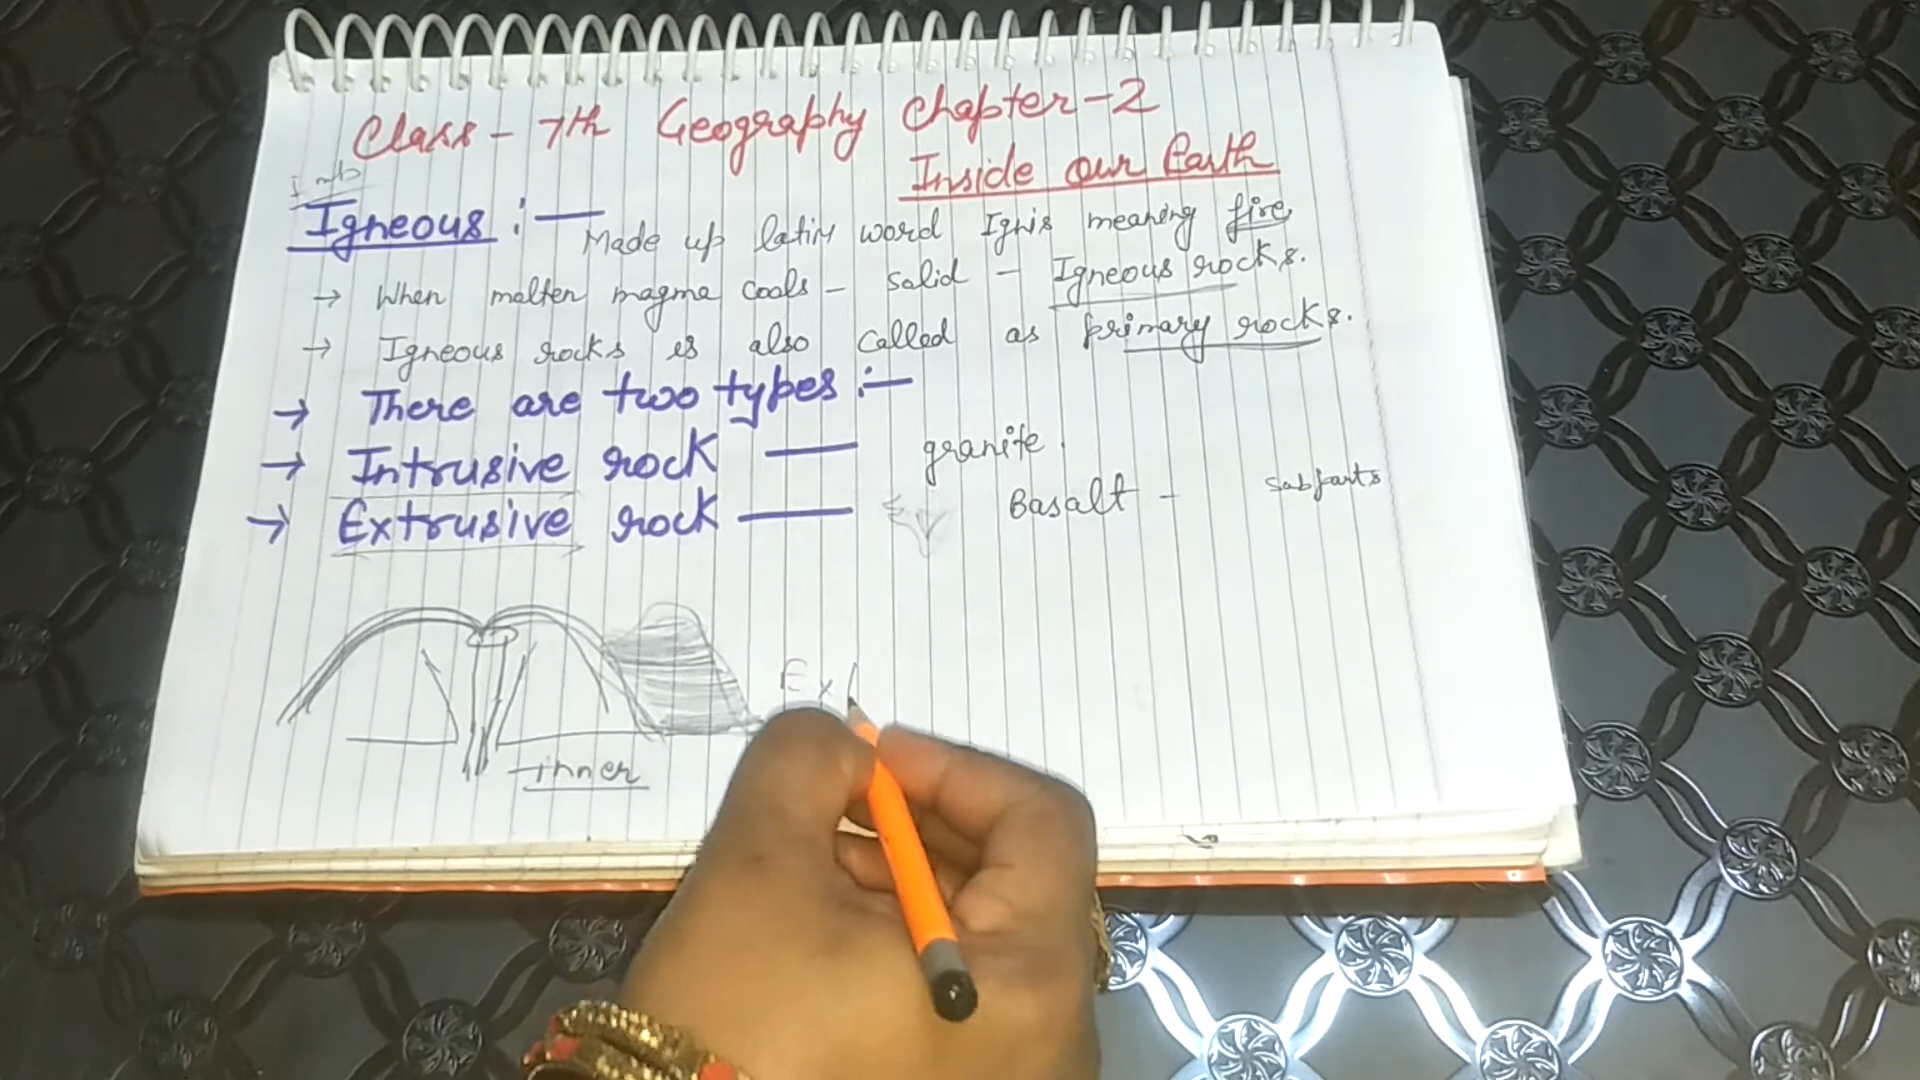 Class - 7th Geography Chapter-2
Inside our Earth
Igneous :— Made up latin word Ignis meaning fire
→ When molten magma cools - solid - Igneous rocks.
→ Igneous rocks is also called as primary rocks.
→ There are two types :—
→ Intrusive rock — granite.
→ Extrusive rock — Basalt -
inner
Ex